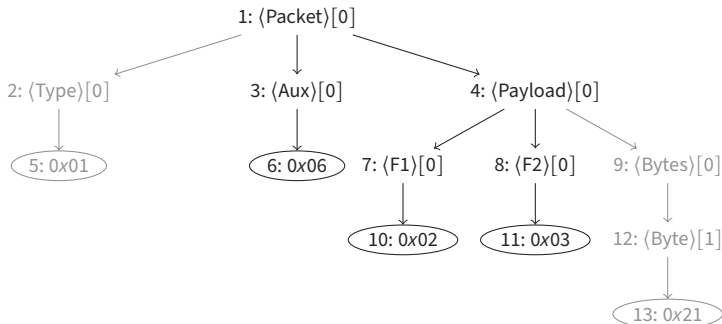 1: ⟨Packet⟩[0]
2: ⟨Type⟩[0] 3: ⟨Aux⟩[0] 4: ⟨Payload⟩[0]
5: 0x01 6: 0x06 7: ⟨F1⟩[0] 8: ⟨F2⟩[0] 9: ⟨Bytes⟩[0]
10: 0x02 11: 0x03 12: ⟨Byte⟩[1]
13: 0x21